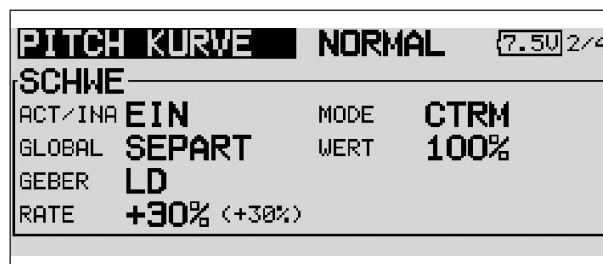 PITCH KURVE NORMAL 7.5V 2/4
SCHWE
ACT/INA EIN MODE CTRM
GLOBAL SEPART WERT 100%
GEBER LD
RATE +30% (+30%)